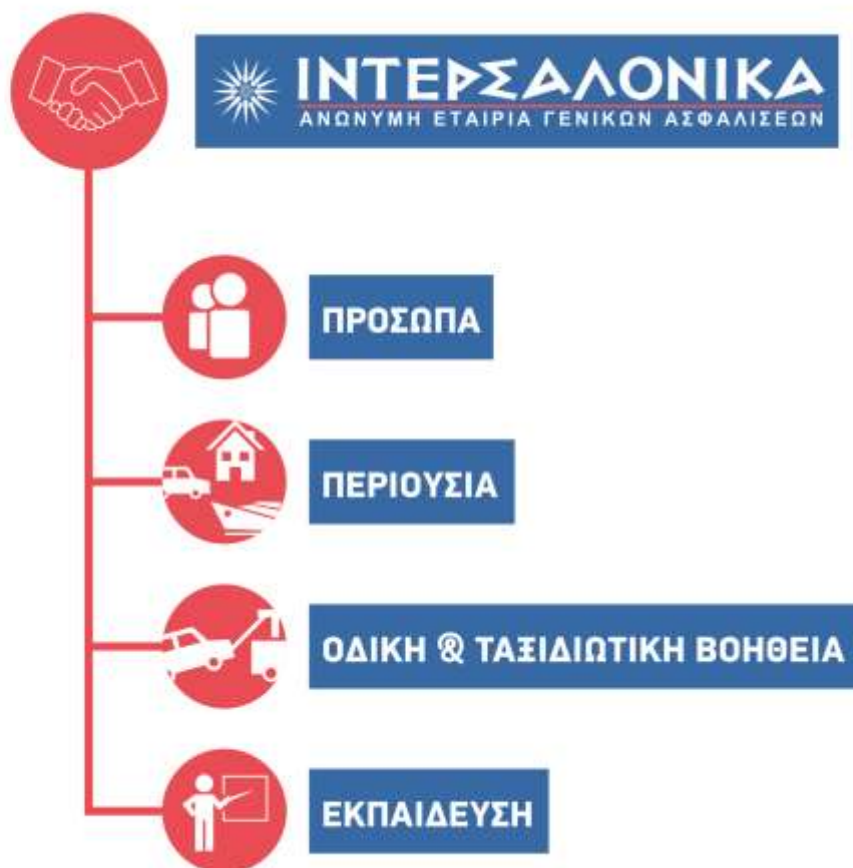 ΙΝΤΕΡΣΑΛΟΝΙΚΑ
ΑΝΩΝΥΜΗ ΕΤΑΙΡΙΑ ΓΕΝΙΚΩΝ ΑΣΦΑΛΙΣΕΩΝ
ΠΡΟΣΩΠΑ
ΠΕΡΙΟΥΣΙΑ
ΟΔΙΚΗ & ΤΑΞΙΔΙΩΤΙΚΗ ΒΟΗΘΕΙΑ
ΕΚΠΑΙΔΕΥΣΗ